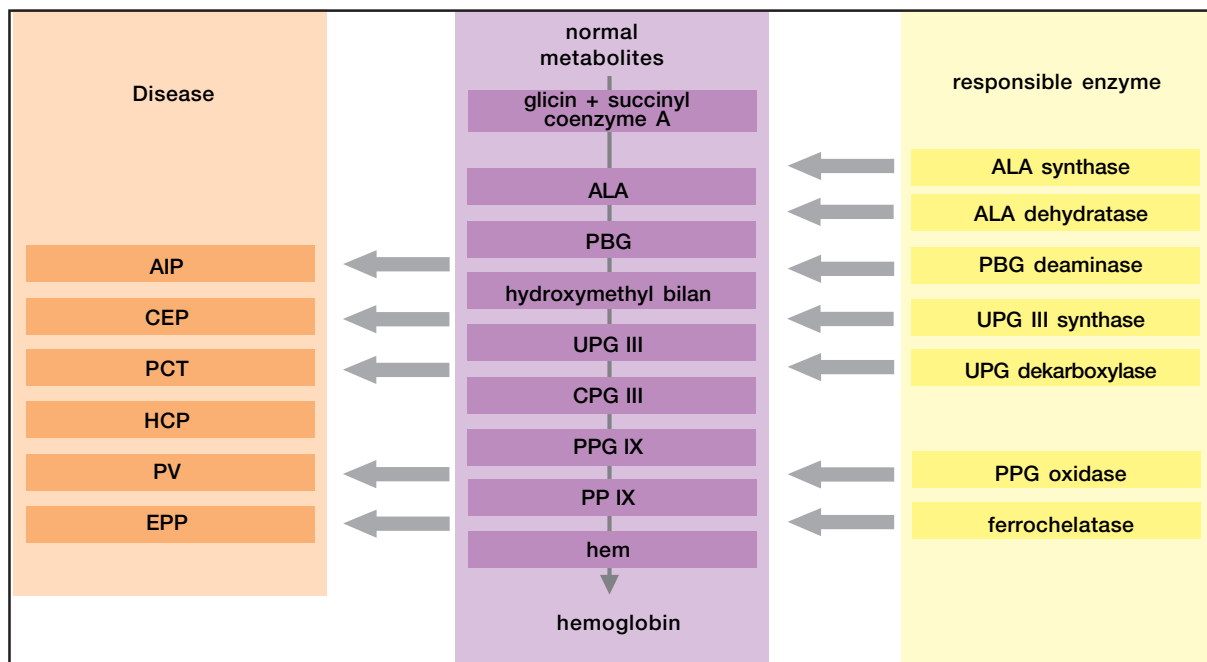 Disease
AIP
CEP
PCT
HCP
PV
EPP
normal
metabolites
glicin + succinyl
coenzyme A
ALA
PBG
hydroxymethyl bilan
UPG III
CPG III
PPG IX
PP IX
hem
hemoglobin
responsible enzyme
ALA synthase
ALA dehydratase
PBG deaminase
UPG III synthase
UPG dekarboxylase
PPG oxidase
ferrochelatase